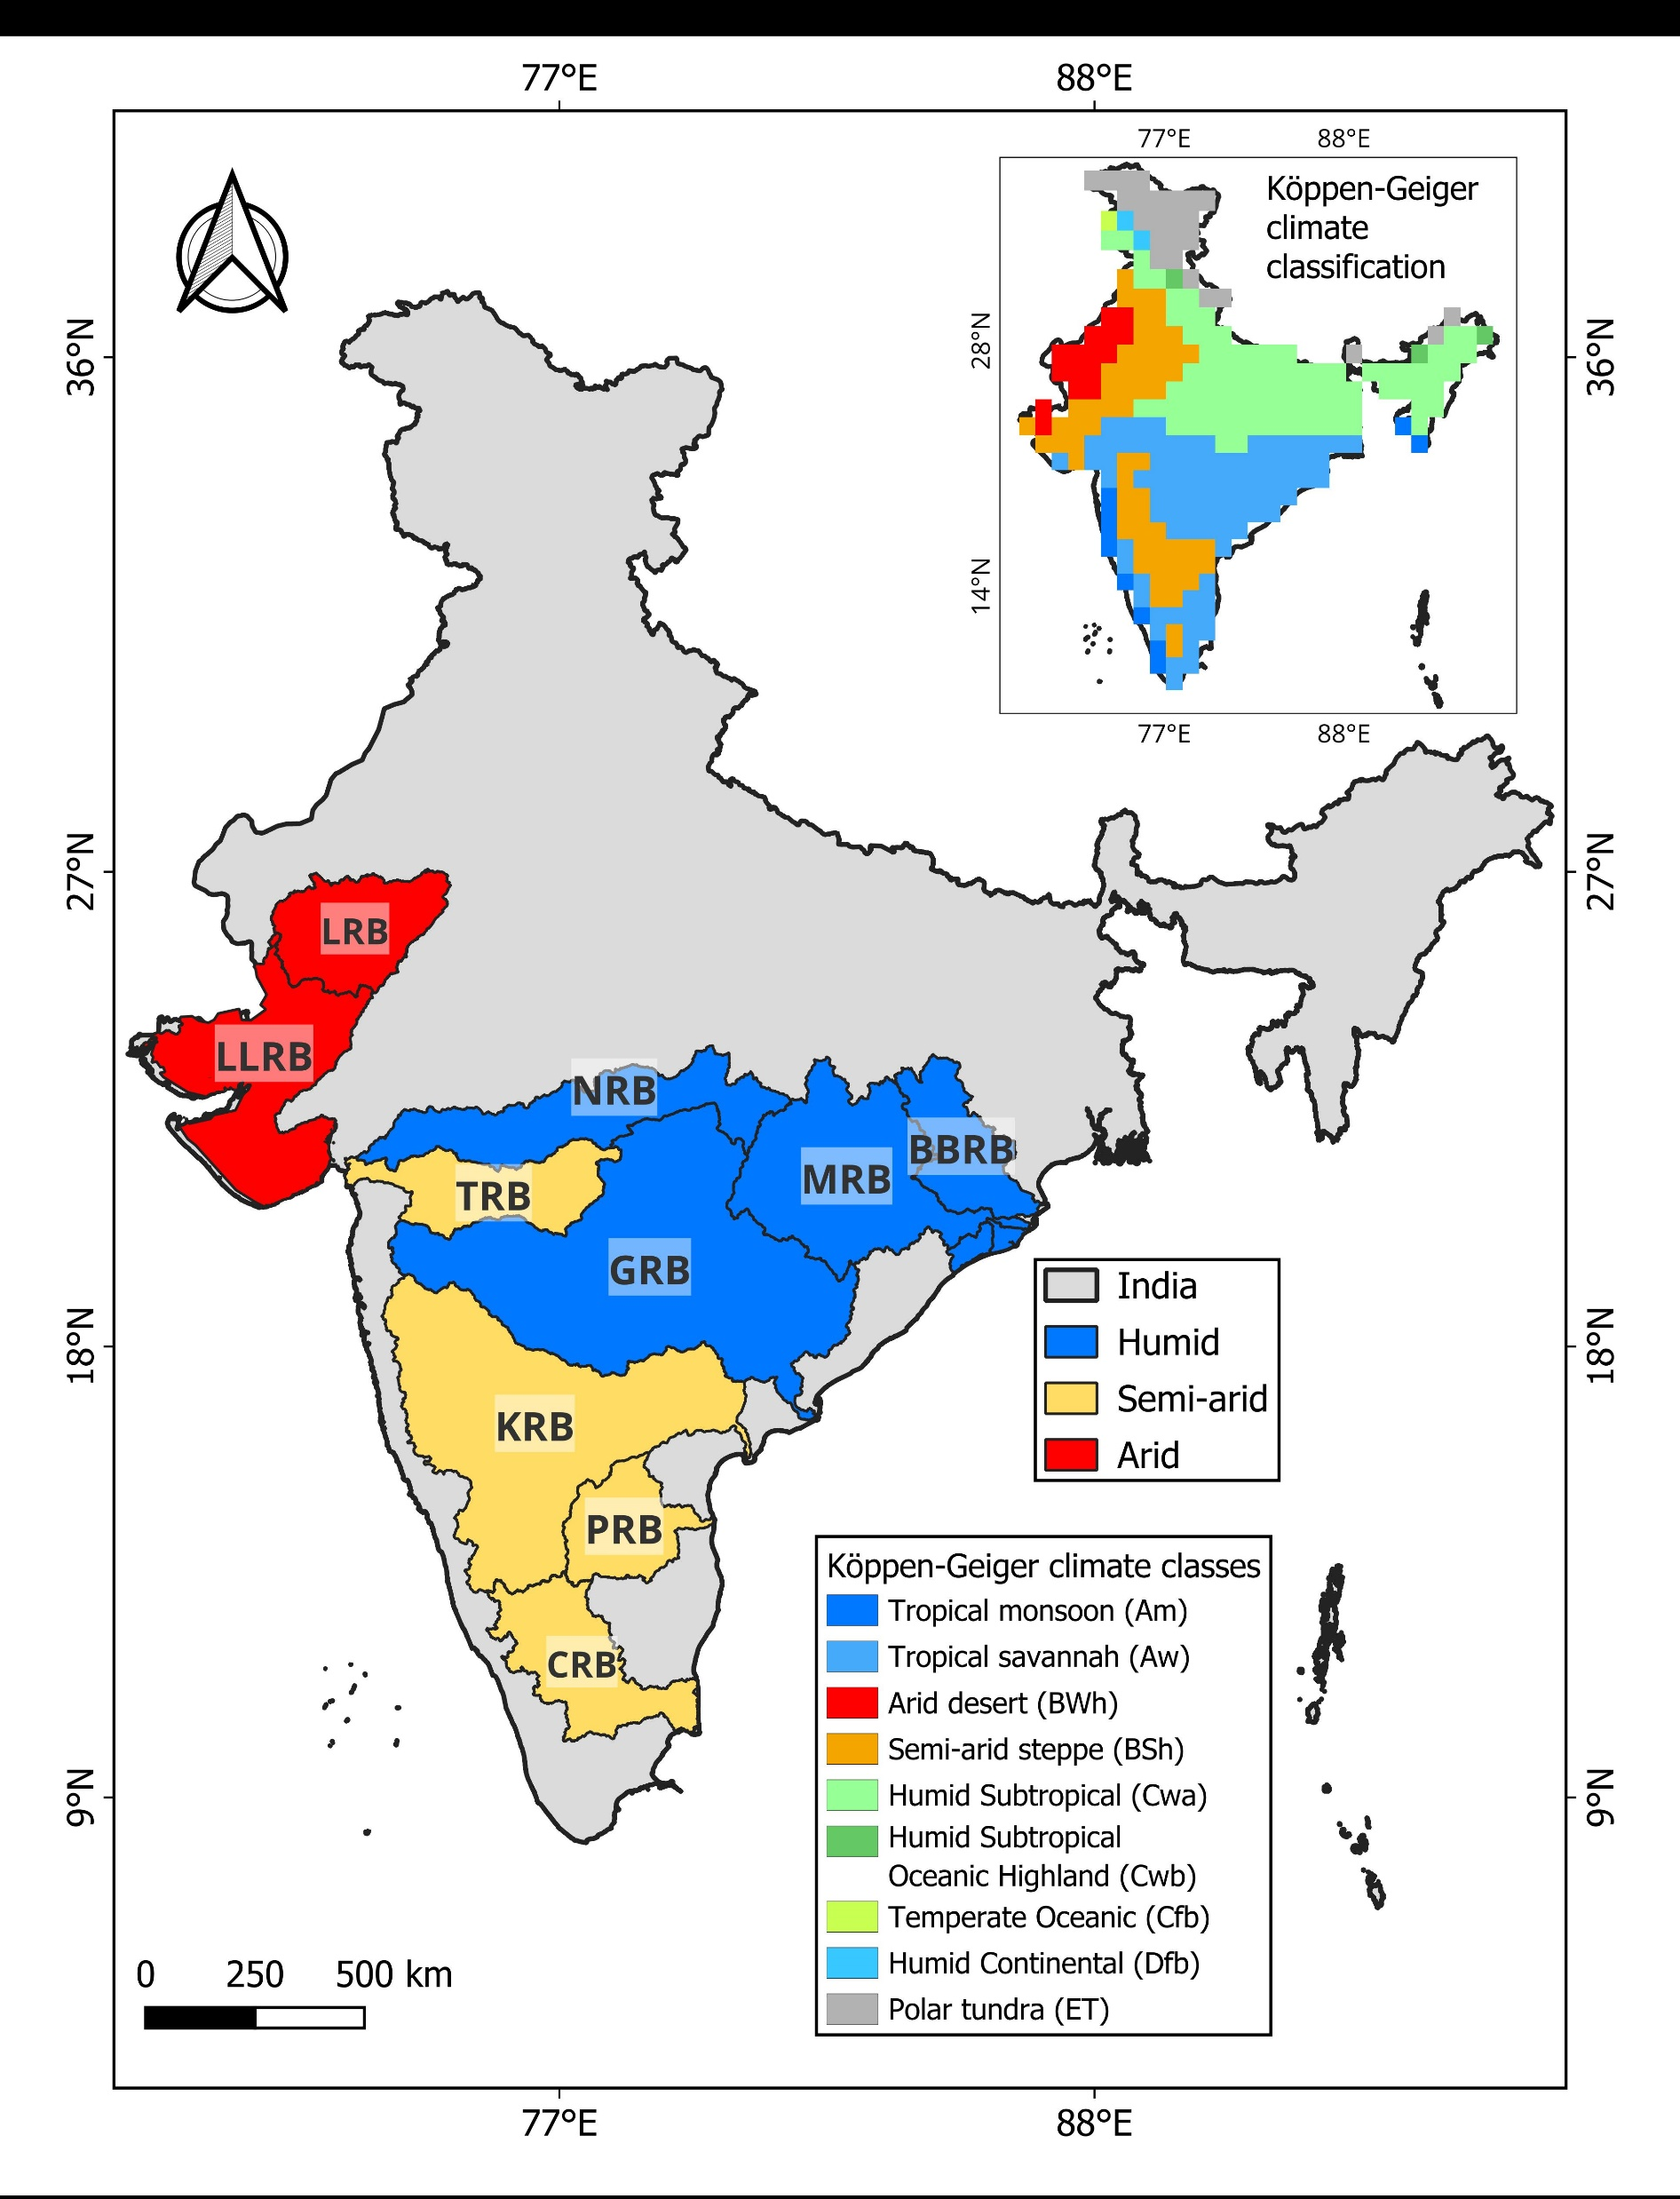 77°E 88°E
77°E 88°E
Köppen-Geiger
climate
classification
28°N
14°N
77°E 88°E
36°N 36°N
27°N 27°N
18°N 18°N
9°N 9°N
LRB
LLRB
NRB
BBRB
MRB
TRB
GRB
KRB
PRB
CRB
India
Humid
Semi-arid
Arid
Köppen-Geiger climate classes
Tropical monsoon (Am)
Tropical savannah (Aw)
Arid desert (BWh)
Semi-arid steppe (BSh)
Humid Subtropical (Cwa)
Humid Subtropical
Oceanic Highland (Cwb)
Temperate Oceanic (Cfb)
Humid Continental (Dfb)
Polar tundra (ET)
0 250 500 km
77°E 88°E